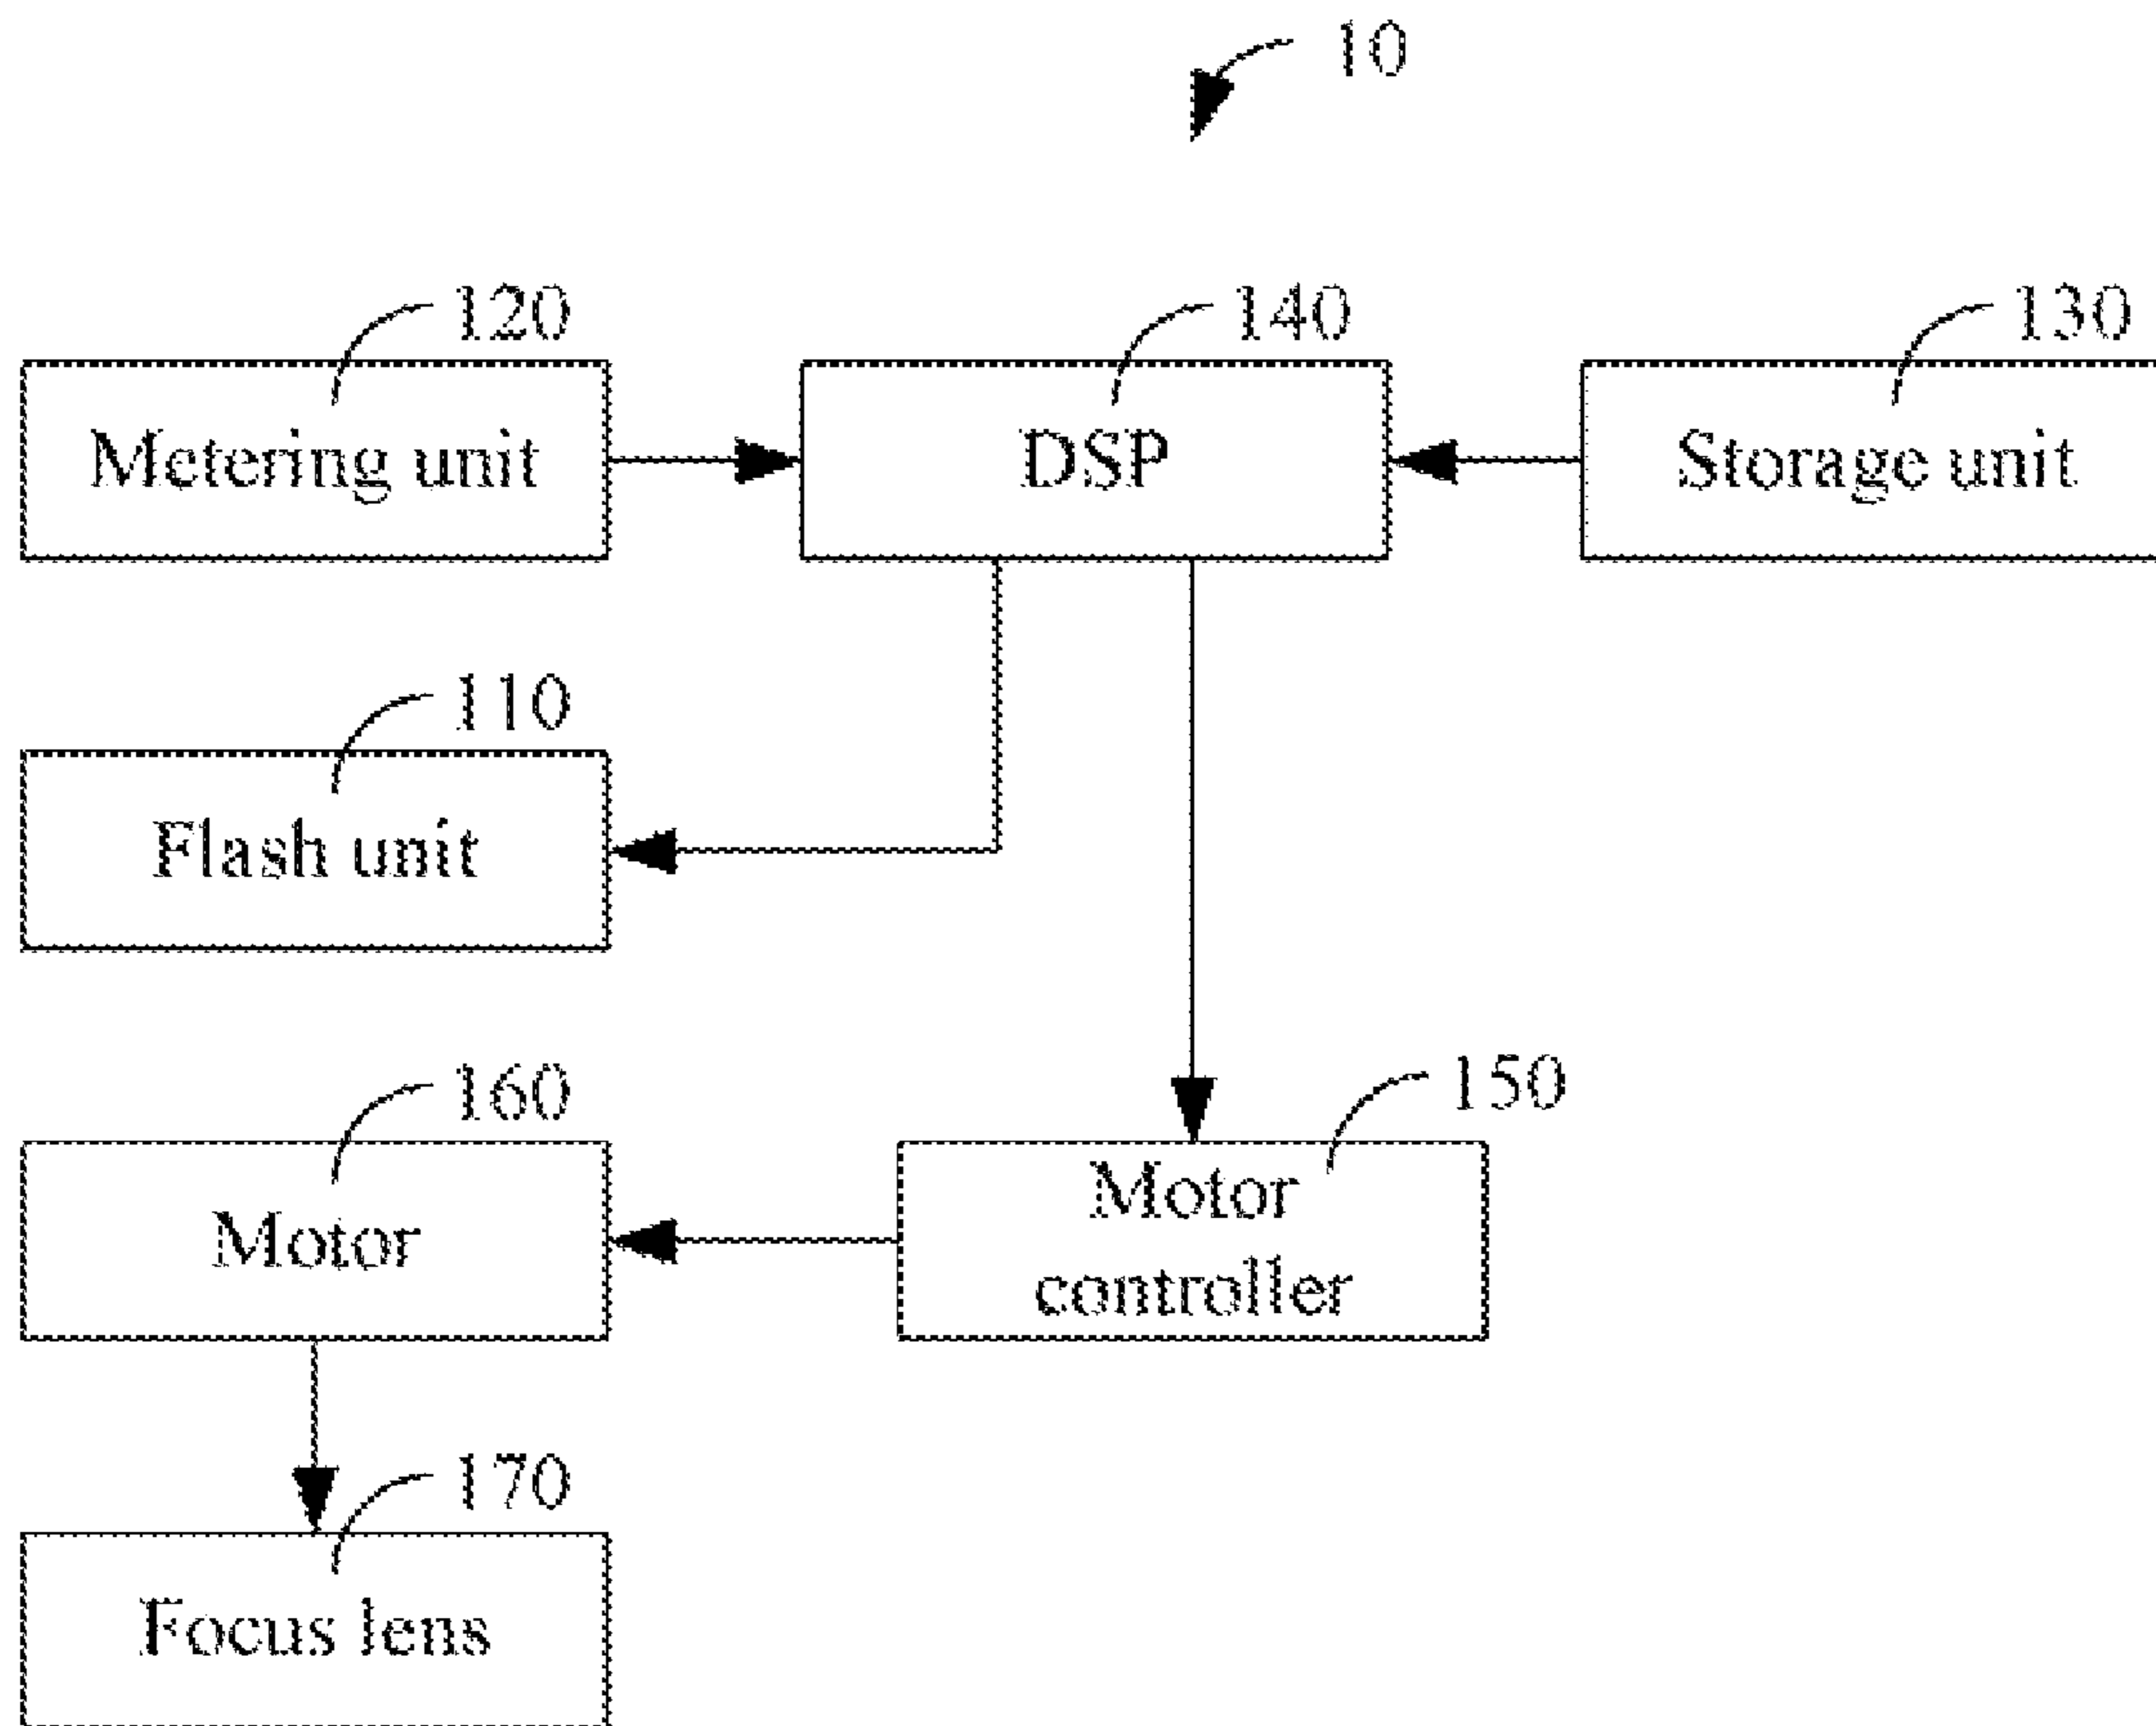 10
120
140
130
Metering unit
DSP
Storage unit
110
Flash unit
160
150
Motor
Motor
controller
170
Focus lens